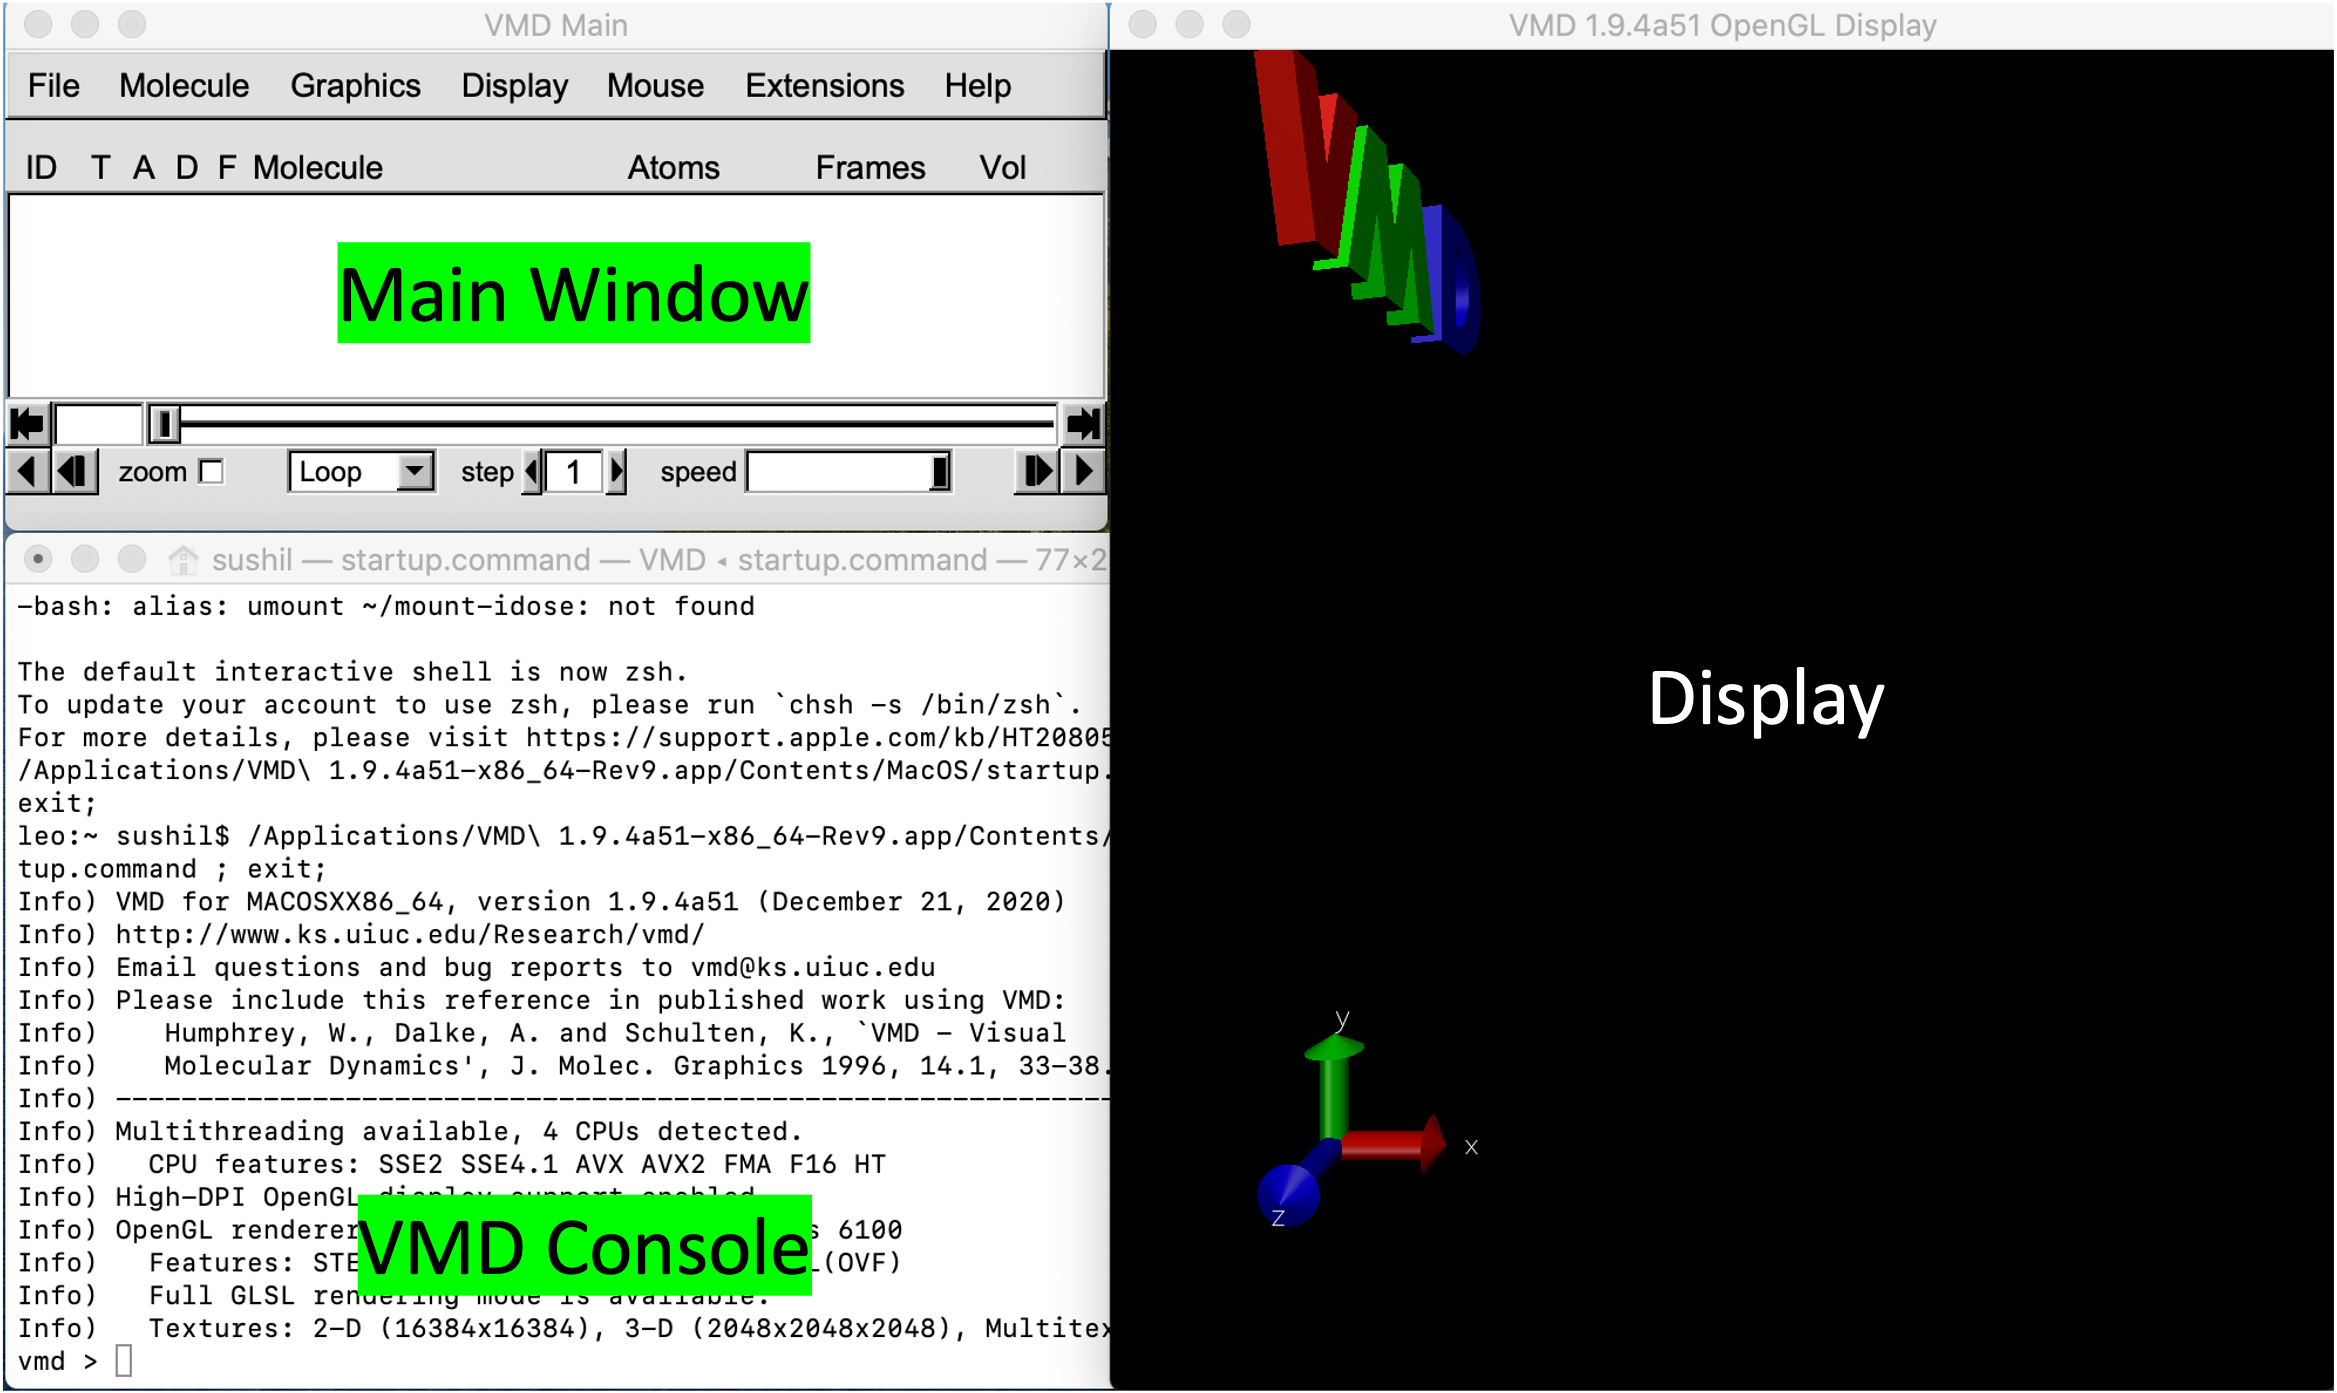 VMD Main
File Molecule Graphics Display Mouse Extensions Help
ID T A D F Molecule Atoms Frames Vol
Main Window
zoom Loop step 1 speed
sushil — startup.command — VMD ◂ startup.command — 77×2
-bash: alias: umount ~/mount-idose: not found
The default interactive shell is now zsh.
To update your account to use zsh, please run `chsh -s /bin/zsh`.
For more details, please visit https://support.apple.com/kb/HT20805
/Applications/VMD\ 1.9.4a51-x86_64-Rev9.app/Contents/MacOS/startup.
exit;
leo:~ sushil$ /Applications/VMD\ 1.9.4a51-x86_64-Rev9.app/Contents/
tup.command ; exit;
Info) VMD for MACOSXX86_64, version 1.9.4a51 (December 21, 2020)
Info) http://www.ks.uiuc.edu/Research/vmd/
Info) Email questions and bug reports to vmd@ks.uiuc.edu
Info) Please include this reference in published work using VMD:
Info)    Humphrey, W., Dalke, A. and Schulten, K., `VMD - Visual
Info)    Molecular Dynamics', J. Molec. Graphics 1996, 14.1, 33-38.
Info) -------------------------------------------------------------
Info) Multithreading available, 4 CPUs detected.
Info)   CPU features: SSE2 SSE4.1 AVX AVX2 FMA F16 HT
Info) High-DPI OpenGL display support enabled
Info) OpenGL renderer 6100
Info)   Features: STE (OVF)
Info)   Full GLSL rendering mode is available.
Info)   Textures: 2-D (16384x16384), 3-D (2048x2048x2048), Multitex
vmd >
VMD Console
VMD 1.9.4a51 OpenGL Display
VMD
Display
y
x
z